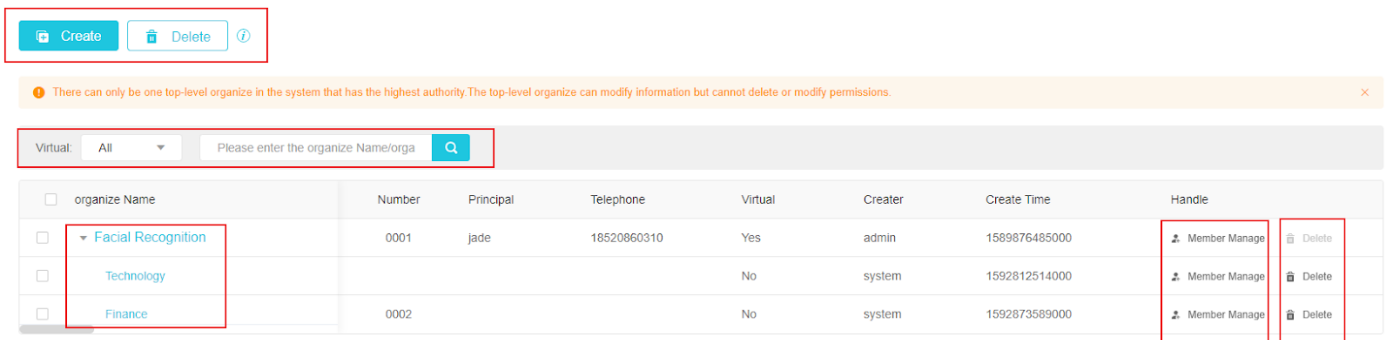 Create Delete
There can only be one top-level organize in the system that has the highest authority.The top-level organize can modify information but cannot delete or modify permissions.
Virtual: All Please enter the organize Name/orga
organize Name Number Principal Telephone Virtual Creater Create Time Handle
Facial Recognition 0001 jade 18520860310 Yes admin 1589876485000 Member Manage Delete
Technology No system 1592812514000 Member Manage Delete
Finance 0002 No system 1592873589000 Member Manage Delete